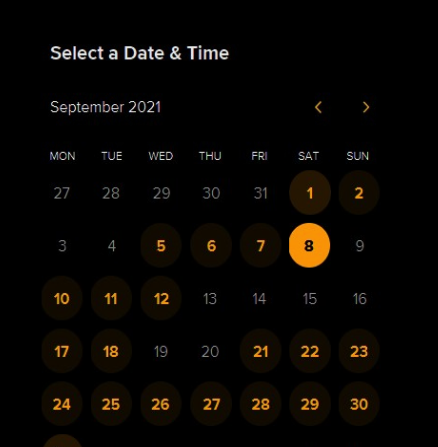 Select a Date & Time
September 2021
MON TUE WED THU FRI SAT SUN
27 28 29 30 31 1 2
3 4 5 6 7 8 9
10 11 12 13 14 15 16
17 18 19 20 21 22 23
24 25 26 27 28 29 30